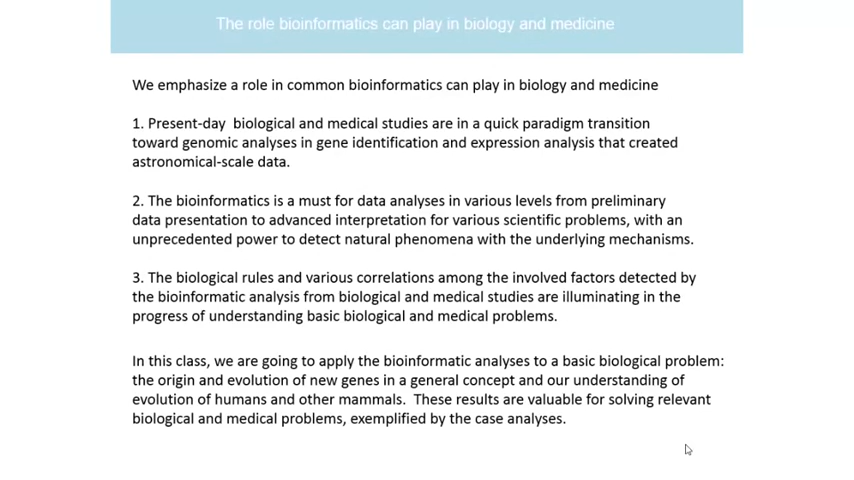 The role bioinformatics can play in biology and medicine
We emphasize a role in common bioinformatics can play in biology and medicine
1. Present-day biological and medical studies are in a quick paradigm transition
toward genomic analyses in gene identification and expression analysis that created
astronomical-scale data.
2. The bioinformatics is a must for data analyses in various levels from preliminary
data presentation to advanced interpretation for various scientific problems, with an
unprecedented power to detect natural phenomena with the underlying mechanisms.
3. The biological rules and various correlations among the involved factors detected by
the bioinformatic analysis from biological and medical studies are illuminating in the
progress of understanding basic biological and medical problems.
In this class, we are going to apply the bioinformatic analyses to a basic biological problem:
the origin and evolution of new genes in a general concept and our understanding of
evolution of humans and other mammals. These results are valuable for solving relevant
biological and medical problems, exemplified by the case analyses.